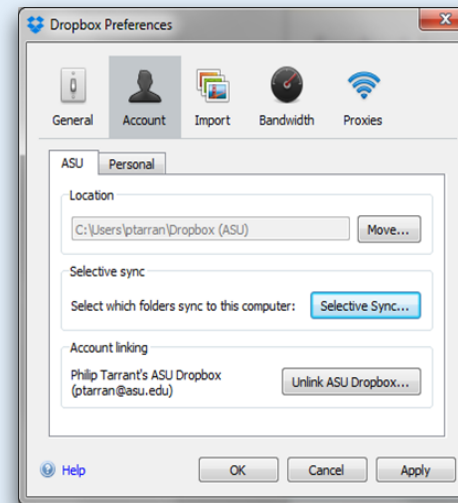 Dropbox Preferences
General Account Import Bandwidth Proxies
ASU Personal
Location
C:\Users\ptarran\Dropbox (ASU) Move...
Selective sync
Select which folders sync to this computer: Selective Sync...
Account linking
Philip Tarrant's ASU Dropbox
(ptarran@asu.edu) Unlink ASU Dropbox...
Help OK Cancel Apply